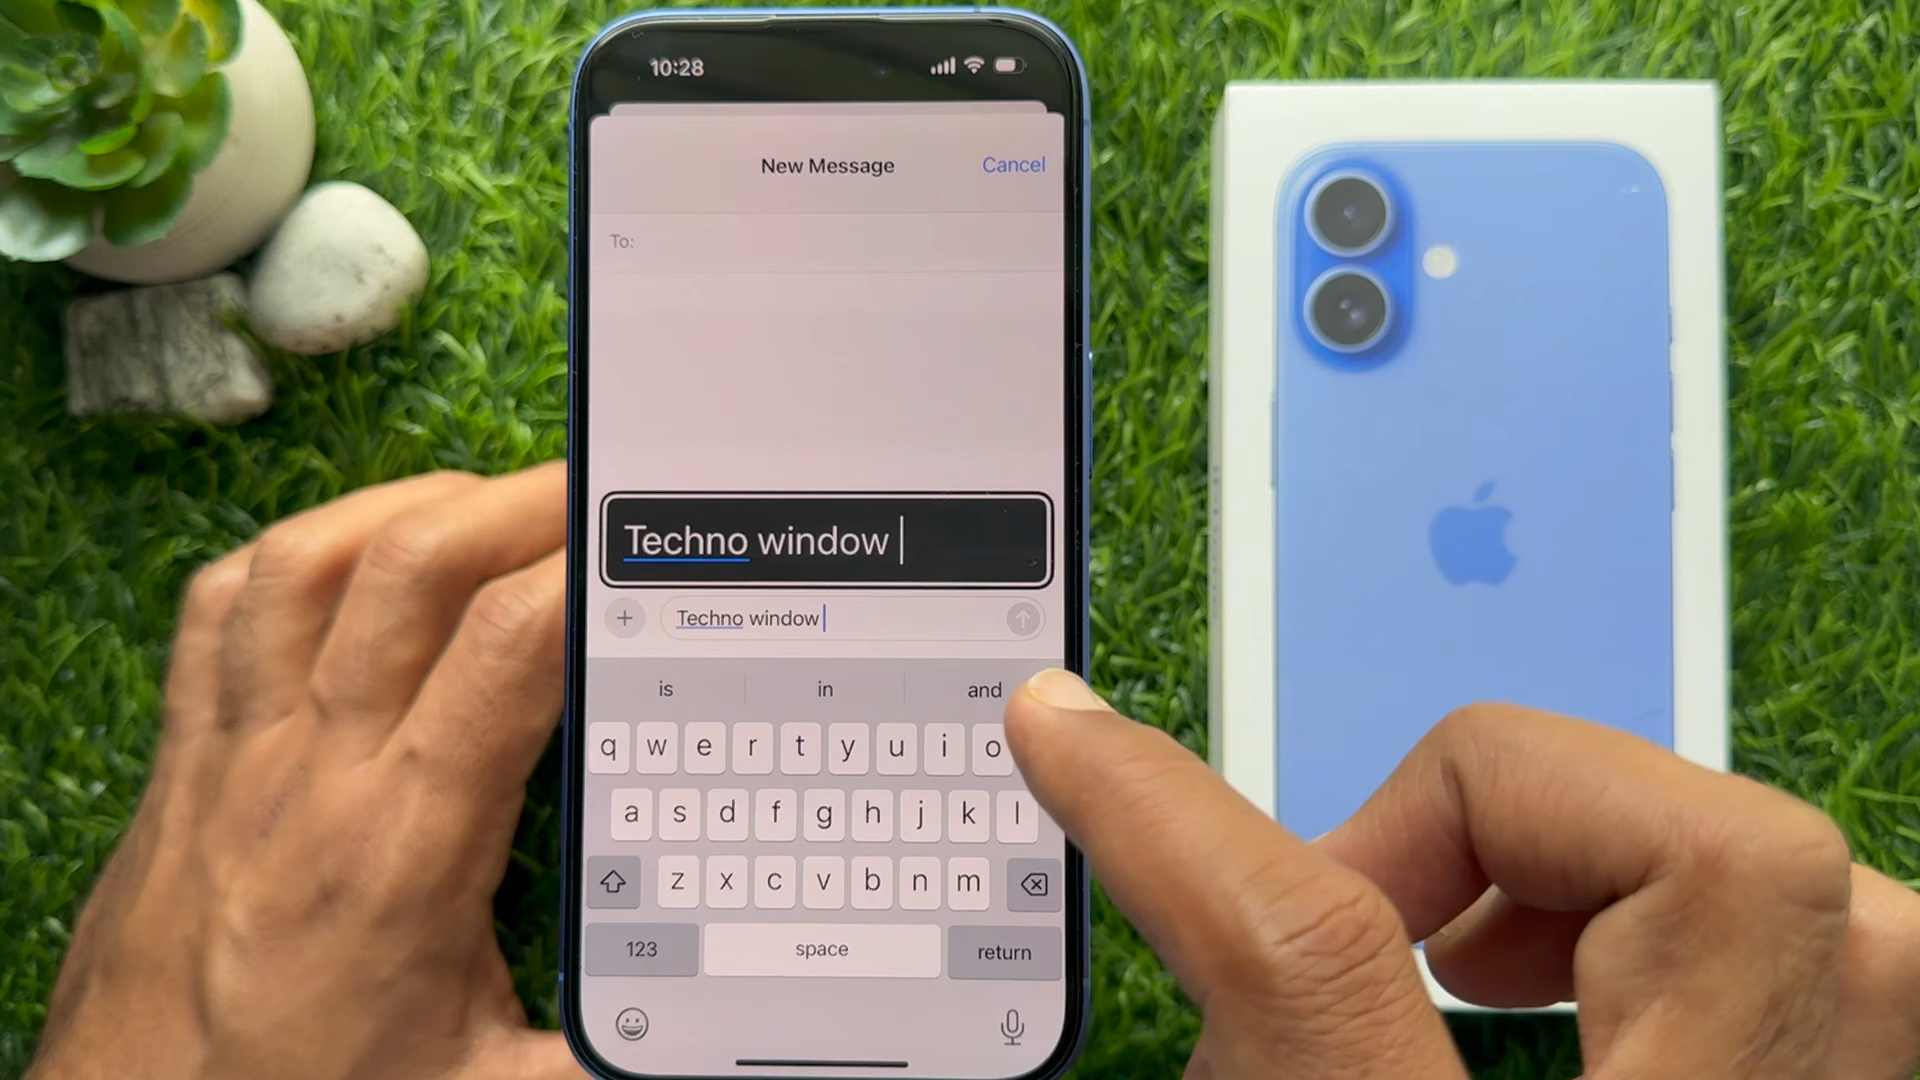 10:28
New Message
Cancel
To:
Techno window
Techno window
is
in
and
q w e r t y u i o
a s d f g h j k l
z x c v b n m
123
space
return